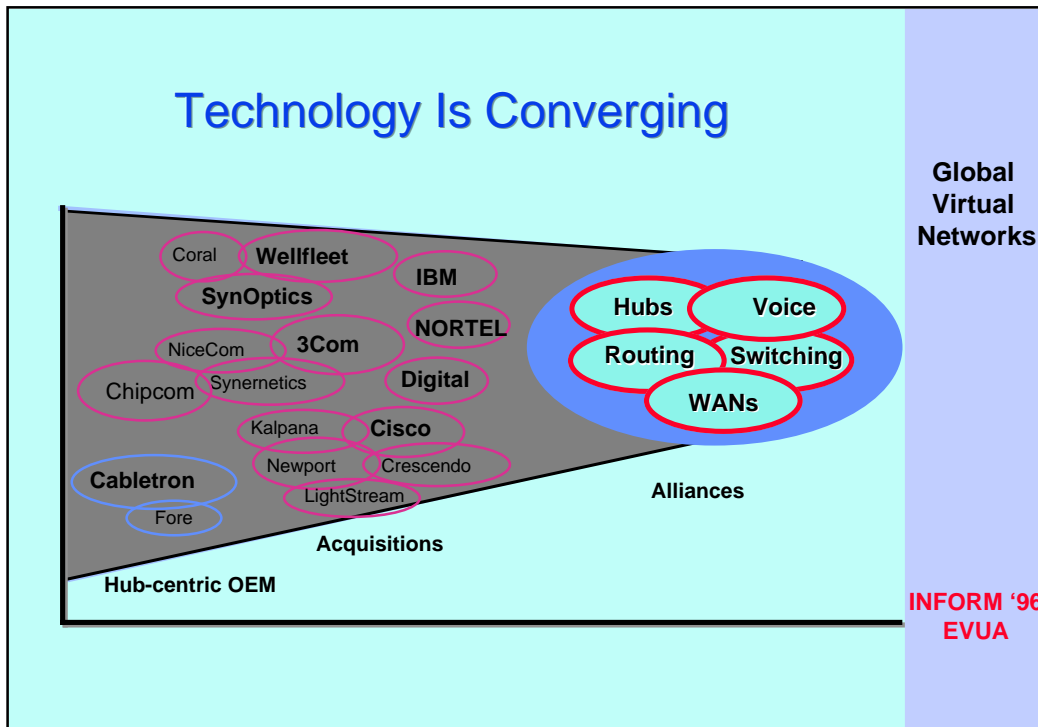 Technology Is Converging
Global
Virtual
Networks
Coral
Wellfleet
IBM
SynOptics
NORTEL
3Com
NiceCom
Synernetics
Digital
Chipcom
Kalpana
Cisco
Newport
Crescendo
LightStream
Cabletron
Fore
Hubs
Voice
Routing
Switching
WANs
Alliances
Acquisitions
Hub-centric OEM
INFORM ‘96
EVUA